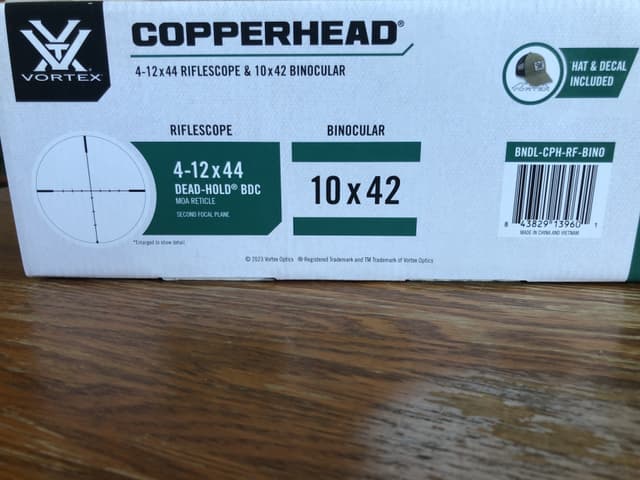 VORTEX
COPPERHEAD®
4-12x44 RIFLESCOPE & 10x42 BINOCULAR
HAT & DECAL
INCLUDED
RIFLESCOPE
4-12x44
DEAD-HOLD® BDC
MOA RETICLE
SECOND FOCAL PLANE
*Enlarged to show detail
BINOCULAR
10x42
BNDL-CPH-RF-BINO
8 43829 13960 1
MADE IN CHINA AND VIETNAM
© 2023 Vortex Optics ® Registered Trademark and TM Trademark of Vortex Optics